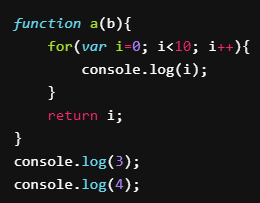 function a(b){
    for(var i=0; i<10; i++){
        console.log(i);
    }
    return i;
}
console.log(3);
console.log(4);